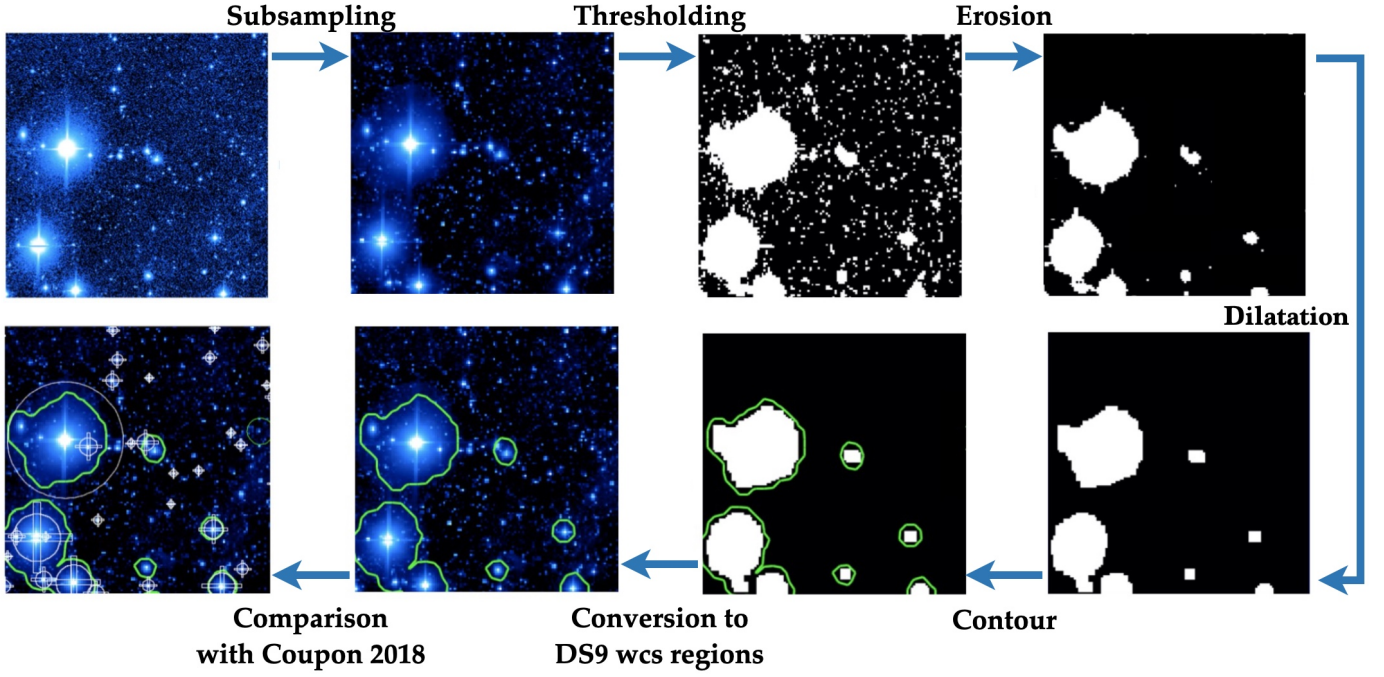 Subsampling
Thresholding
Erosion
Dilatation
Contour
Conversion to
DS9 wcs regions
Comparison
with Coupon 2018